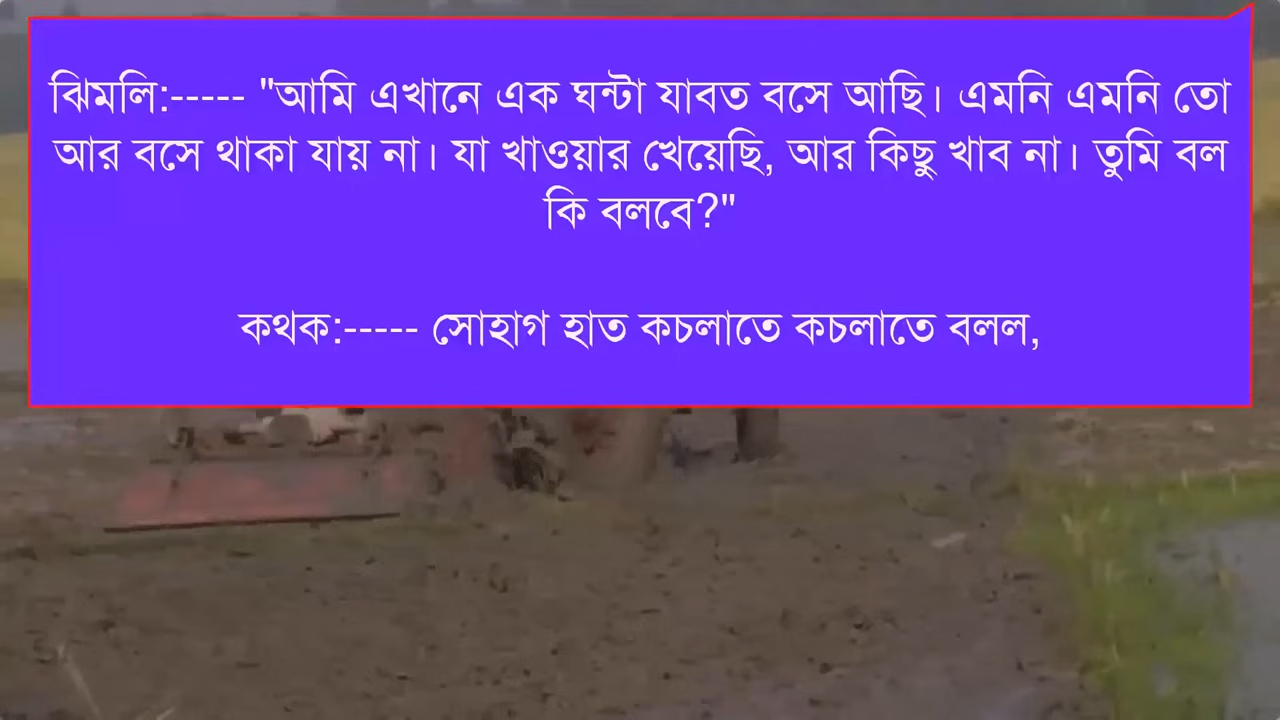 ঝিমলি:----- "আমি এখানে এক ঘন্টা যাবত বসে আছি। এমনি এমনি তো
আর বসে থাকা যায় না। যা খাওয়ার খেয়েছি, আর কিছু খাব না। তুমি বল
কি বলবে?"
কথক:----- সোহাগ হাত কচলাতে কচলাতে বলল,